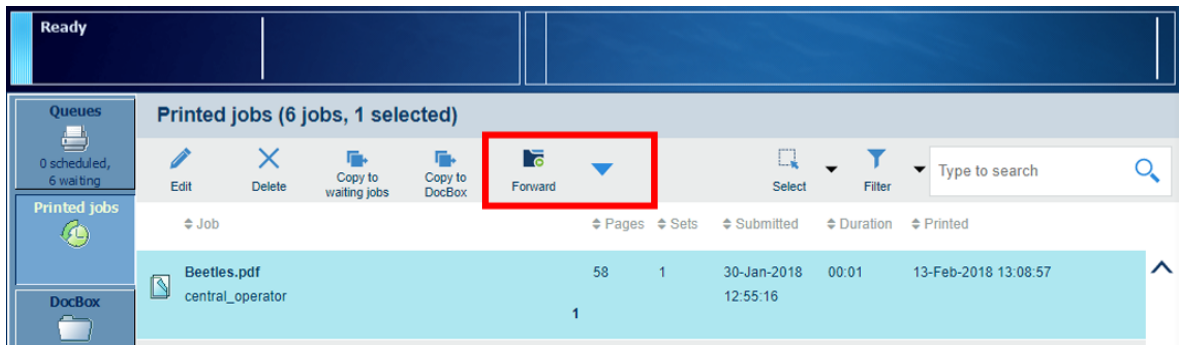 Ready
Queues
0 scheduled,
6 waiting
Printed jobs
DocBox
Printed jobs (6 jobs, 1 selected)
Edit
Delete
Copy to
waiting jobs
Copy to
DocBox
Forward
Select
Filter
Type to search
Job
Pages
Sets
Submitted
Duration
Printed
Beetles.pdf
58
1
30-Jan-2018
00:01
13-Feb-2018 13:08:57
central_operator
12:55:16
1